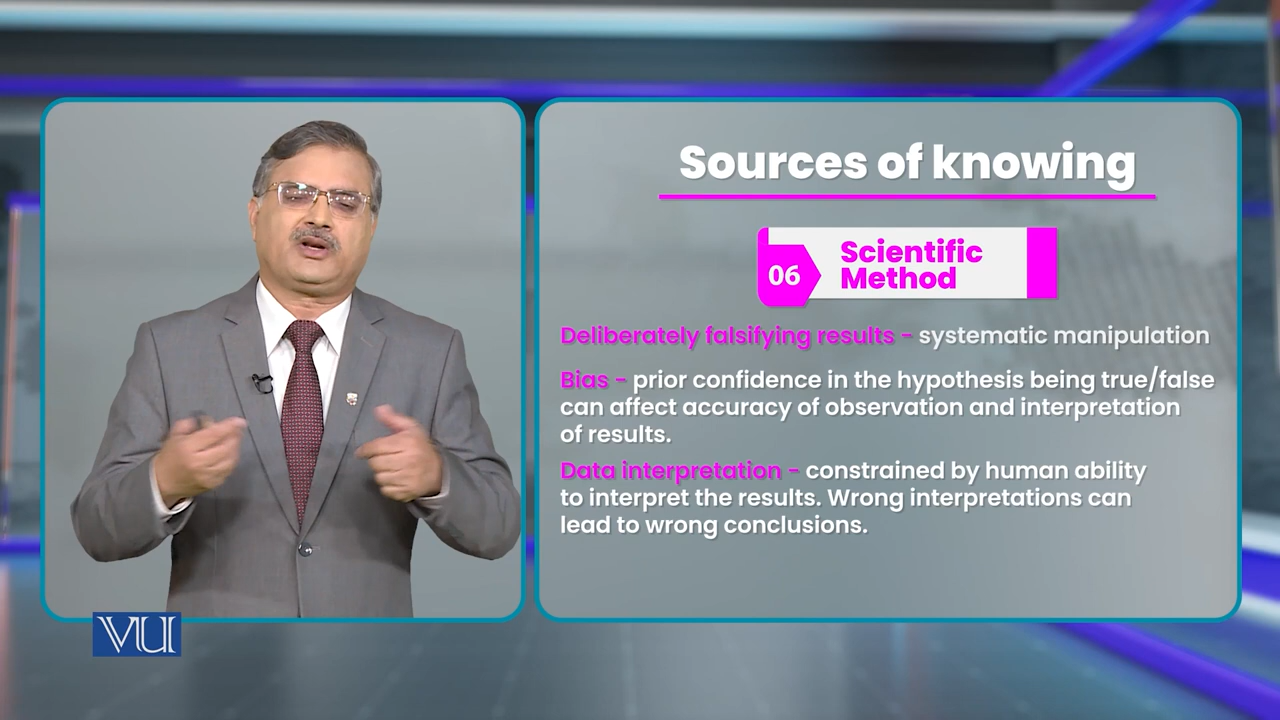 Sources of knowing
06
Scientific
Method
Deliberately falsifying results - systematic manipulation
Bias - prior confidence in the hypothesis being true/false
can affect accuracy of observation and interpretation
of results.
Data interpretation - constrained by human ability
to interpret the results. Wrong interpretations can
lead to wrong conclusions.
VU